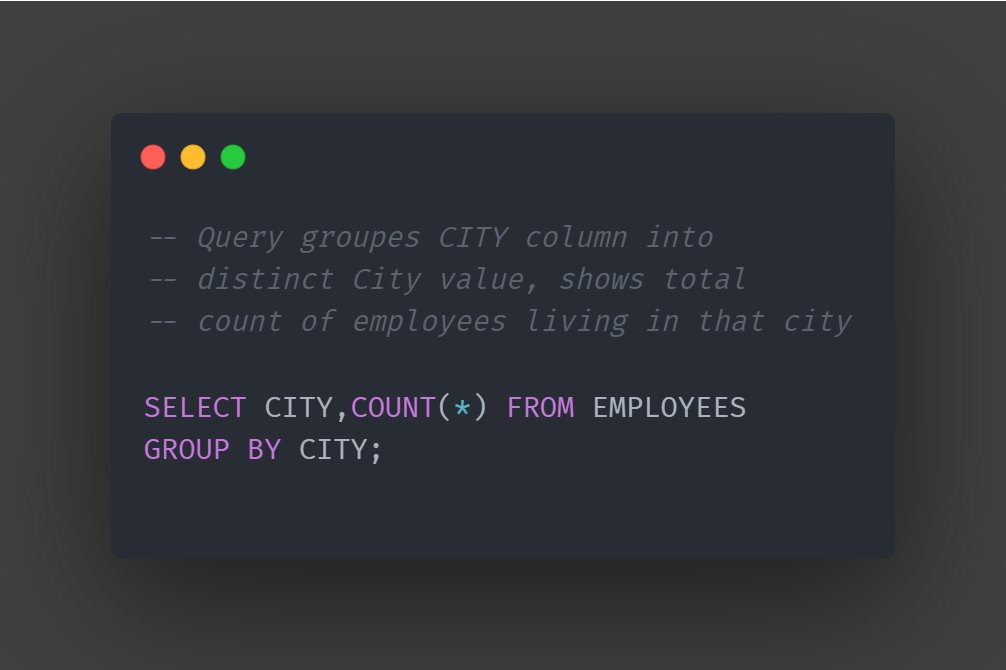 -- Query groupes CITY column into
-- distinct City value, shows total
-- count of employees living in that city
SELECT CITY,COUNT(*) FROM EMPLOYEES
GROUP BY CITY;